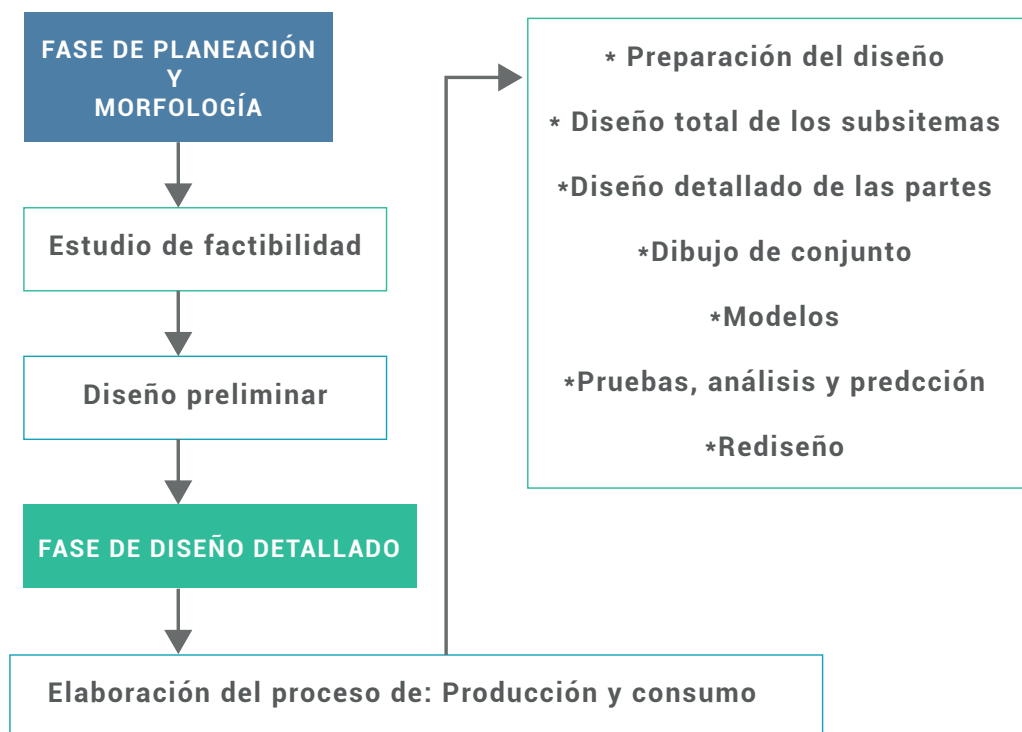 FASE DE PLANEACIÓN
Y
MORFOLOGÍA
Estudio de factibilidad
Diseño preliminar
FASE DE DISEÑO DETALLADO
Elaboración del proceso de: Producción y consumo
* Preparación del diseño
* Diseño total de los subsitemas
*Diseño detallado de las partes
*Dibujo de conjunto
*Modelos
*Pruebas, análisis y predcción
*Rediseño